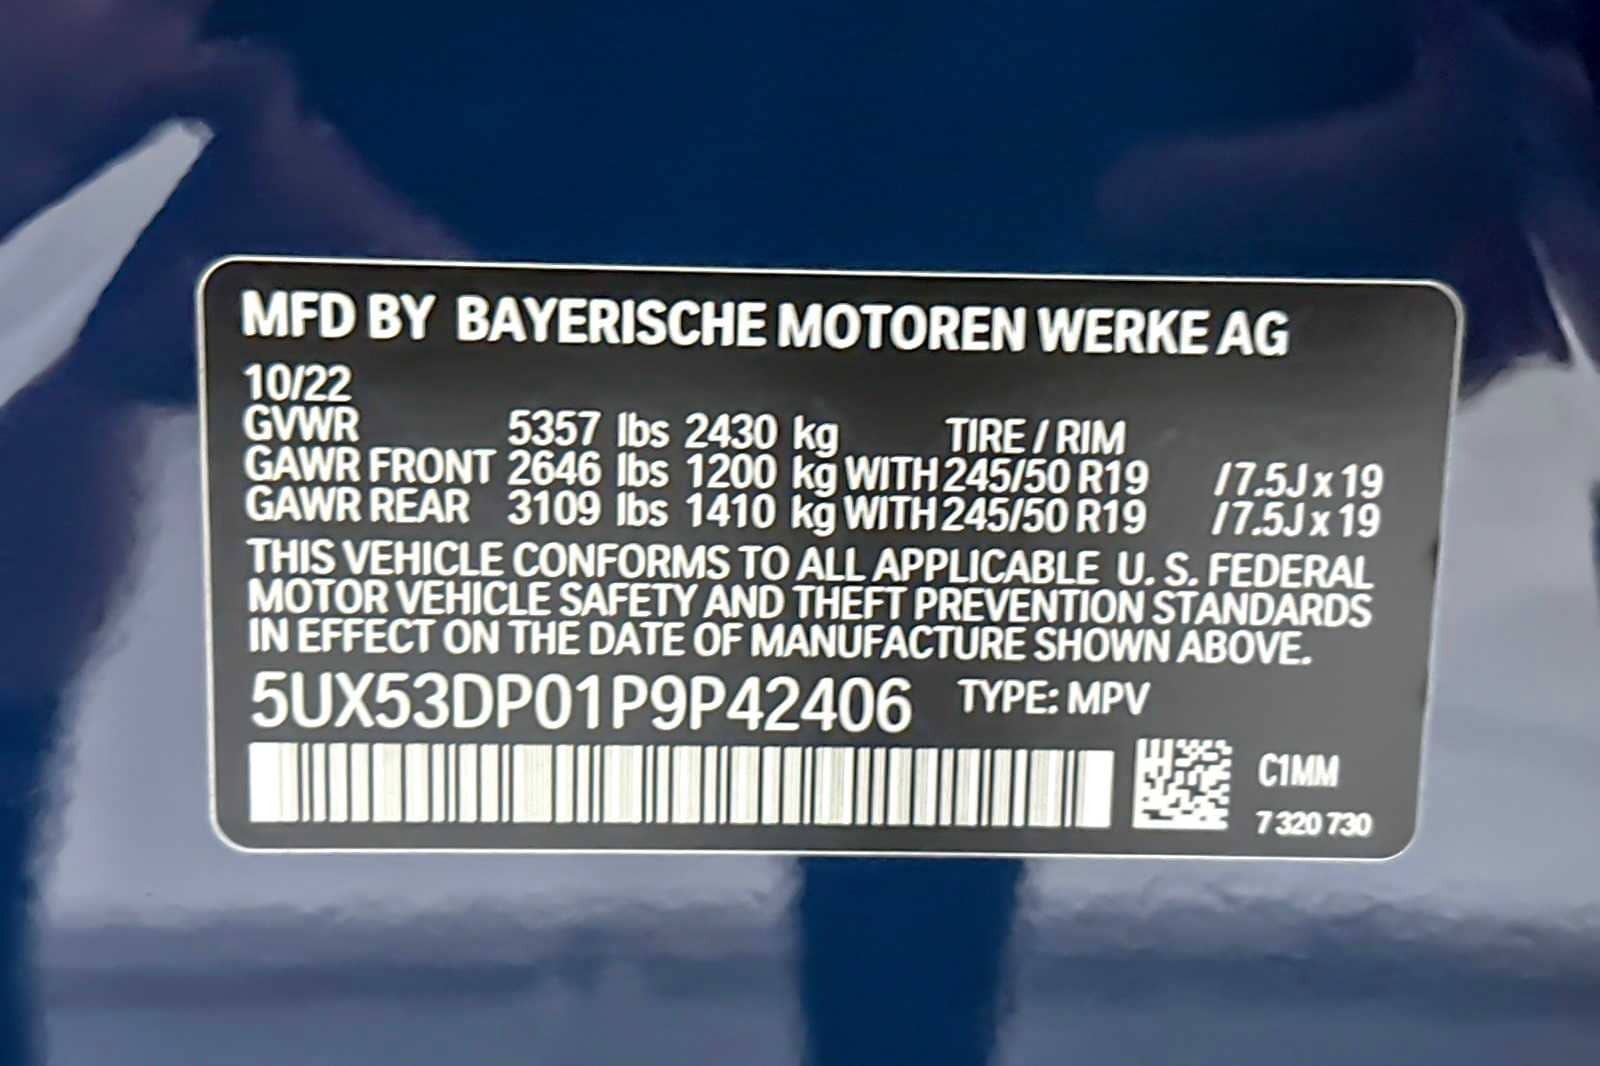 MFD BY BAYERISCHE MOTOREN WERKE AG
10/22
GVWR 5357 lbs 2430 kg TIRE / RIM
GAWR FRONT 2646 lbs 1200 kg WITH 245/50 R19 / 7.5J x 19
GAWR REAR 3109 lbs 1410 kg WITH 245/50 R19 / 7.5J x 19
THIS VEHICLE CONFORMS TO ALL APPLICABLE U. S. FEDERAL
MOTOR VEHICLE SAFETY AND THEFT PREVENTION STANDARDS
IN EFFECT ON THE DATE OF MANUFACTURE SHOWN ABOVE.
5UX53DP01P9P42406 TYPE: MPV
C1MM
7 320 730